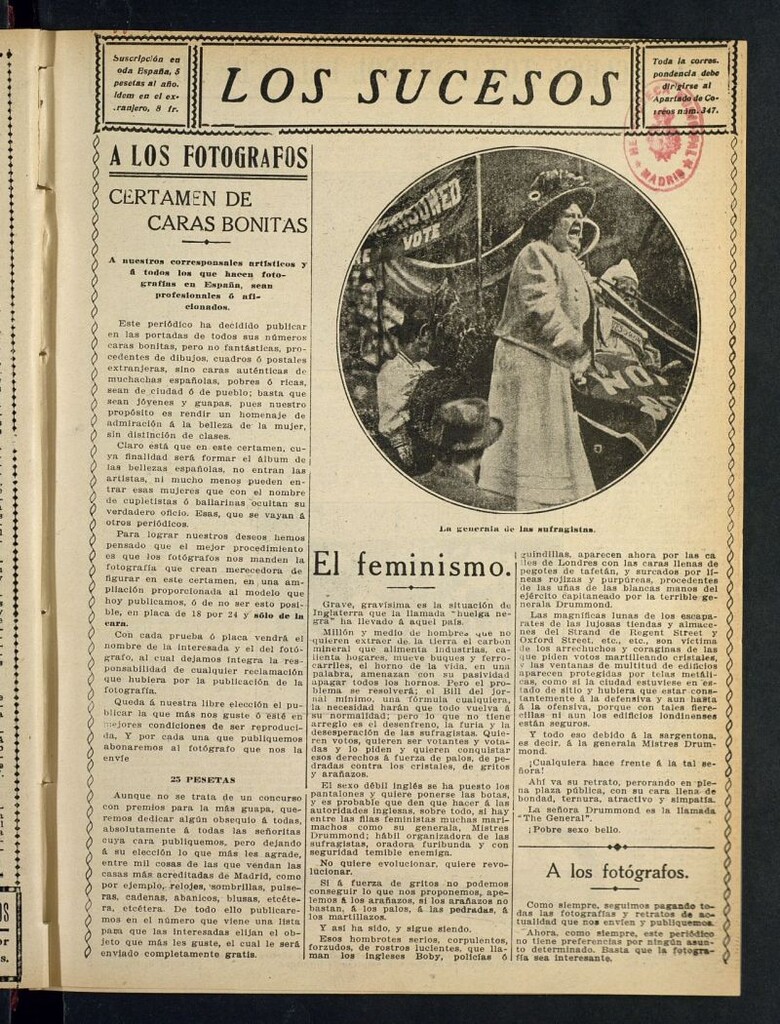 Suscripción en
oda España, 5
pesetas al año.
Idem en el ex-
ranjero, 8 fr.
LOS SUCESOS
Toda la corres-
pondencia debe
dirigirse al
Apartado de Co-
rreos núm. 347.
MADRID
A LOS FOTOGRAFOS
CERTAMEN DE
CARAS BONITAS
A nuestros corresponsales artísticos y
á todos los que hacen foto-
grafías en España, sean
profesionales ó afi-
cionados.
Este periódico ha decidido publicar
en las portadas de todos sus números
caras bonitas, pero no fantásticas, pro-
cedentes de dibujos, cuadros ó postales
extranjeras, sino caras auténticas de
muchachas españolas, pobres ó ricas,
sean de ciudad ó de pueblo; basta que
sean jóvenes y guapas, pues nuestro
propósito es rendir un homenaje de
admiración á la belleza de la mujer,
sin distinción de clases.
Claro está que en este certamen, cu-
ya finalidad será formar el álbum de
las bellezas españolas, no entran las
artistas, ni mucho menos pueden en-
trar esas mujeres que con el nombre
de cupletistas ó bailarinas ocultan su
verdadero oficio. Esas, que se vayan á
otros periódicos.
Para lograr nuestros deseos hemos
pensado que el mejor procedimiento
es que los fotógrafos nos manden la
fotografía que crean merecedora de
figurar en este certamen, en una am-
pliación proporcionada al modelo que
hoy publicamos, ó de no ser esto posi-
ble, en placa de 18 por 24 y sólo de la
cara.
Con cada prueba ó placa vendrá el
nombre de la interesada y el del fotó-
grafo, al cual dejamos íntegra la res-
ponsabilidad de cualquier reclamación
que hubiera por la publicación de la
fotografía.
Queda á nuestra libre elección el pu-
blicar la que más nos guste ó esté en
mejores condiciones de ser reproduci-
da. Y por cada una que publiquemos
abonaremos al fotógrafo que nos la
envíe
25 PESETAS
Aunque no se trata de un concurso
con premios para la más guapa, que-
remos dedicar algún obsequio á todas,
absolutamente á todas las señoritas
cuya cara publiquemos, pero dejando
á su elección lo que más les agrade,
entre mil cosas de las que vendan las
casas más acreditadas de Madrid, como
por ejemplo, relojes, sombrillas, pulse-
ras, cadenas, abanicos, blusas, etcéte-
ra, etcétera. De todo ello publicare-
mos en el número que viene una lista
para que las interesadas elijan el ob-
jeto que más les guste, el cual le será
enviado completamente gratis.
VOTE
La generala de las sufragistas.
El feminismo.
Grave, gravísima es la situación de
Inglaterra que la llamada "huelga ne-
gra" ha llevado á aquel país.
Millón y medio de hombres que no
quieren extraer de la tierra el carbón
mineral que alimenta industrias, ca-
lienta hogares, mueve buques y ferro-
carriles, el horno de la vida, en una
palabra, amenazan con su pasividad
apagar todos los hornos. Pero el pro-
blema se resolverá; el Bill del jor-
nal mínimo, una fórmula cualquiera,
la necesidad harán que todo vuelva á
su normalidad; pero lo que no tiene
arreglo es el desenfreno, la furia y la
desesperación de las sufragistas. Quie-
ren votos, quieren ser votantes y vota-
das y lo piden y quieren conquistar
esos derechos á fuerza de palos, de pe-
dradas contra los cristales, de gritos
y arañazos.
El sexo débil inglés se ha puesto los
pantalones y quiere ponerse las botas,
y es probable que den que hacer á las
autoridades inglesas, sobre todo, si hay
entre las filas feministas muchas mari-
machos como su generala, Mistres
Drummond; hábil organizadora de las
sufragistas, oradora furibunda y con
seguridad temible enemiga.
No quiere evolucionar, quiere revo-
lucionar.
Si á fuerza de gritos no podemos
conseguir lo que nos proponemos, ape-
lemos á los arañazos, si los arañazos no
bastan, á los palos, á las pedradas, á
los martillazos.
Y así ha sido, y sigue siendo.
Esos hombrotes serios, corpulentos,
forzudos, de rostros lucientes, que lla-
man los ingleses Boby, policías ó
guindillas, aparecen ahora por las ca-
lles de Londres con las caras llenas de
pegotes de tafetán, y surcados por lí-
neas rojizas y purpúreas, procedentes
de las uñas de las blancas manos del
ejército capitaneado por la terrible ge-
nerala Drummond.
Las magníficas lunas de los escapa-
rates de las lujosas tiendas y almace-
nes del Strand de Regent Street y
Oxford Street, etc., etc., son víctima
de los arrechuchos y coraginas de las
que piden votos martilleando cristales,
y las ventanas de multitud de edificios
aparecen protegidas por telas metáli-
cas, como si la ciudad estuviese en es-
tado de sitio y hubiera que estar cons-
tantemente á la defensiva y aun hasta
á la ofensiva, porque con tales dere-
cillas ni aun los edificios londinenses
están seguros.
Y todo eso debido á la sargentona,
es decir, á la generala Mistres Drum-
mond.
¡Cualquiera hace frente á la tal se-
ñora!
Ahí va su retrato, perorando en ple-
na plaza pública, con su cara llena de
bondad, ternura, atractivo y simpatía.
La señora Drummond es la llamada
"The General".
¡Pobre sexo bello!
A los fotógrafos.
Como siempre, seguimos pagando to-
das las fotografías y retratos de ac-
tualidad que nos envíen y publiquemos.
Ahora, como siempre, este periódico
no tiene preferencias por ningún asun-
to determinado. Basta que la fotogra-
fía sea interesante.